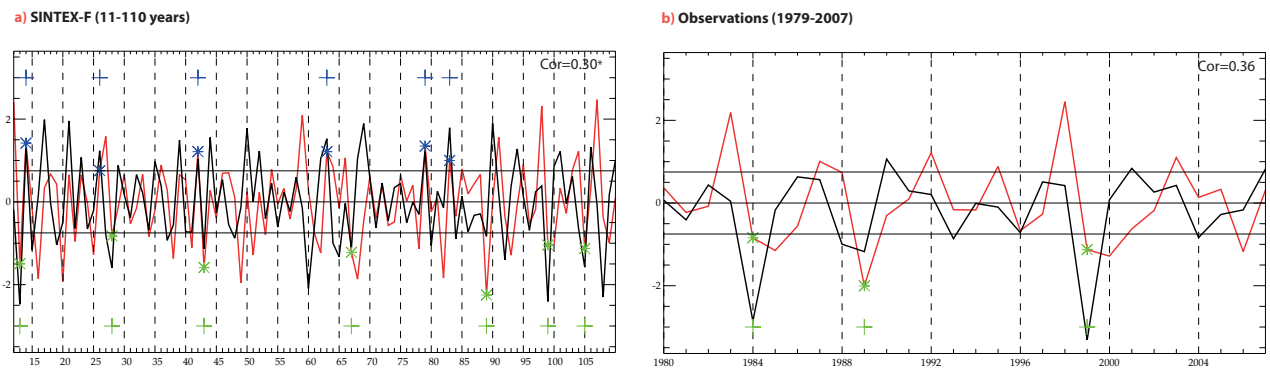 a) SINTEX-F (11-110 years)
b) Observations (1979-2007)
Cor=0.30*
Cor=0.36
2
0
-2
2
0
-2
15 20 25 30 35 40 45 50 55 60 65 70 75 80 85 90 95 100 105
1980 1984 1988 1992 1996 2000 2004